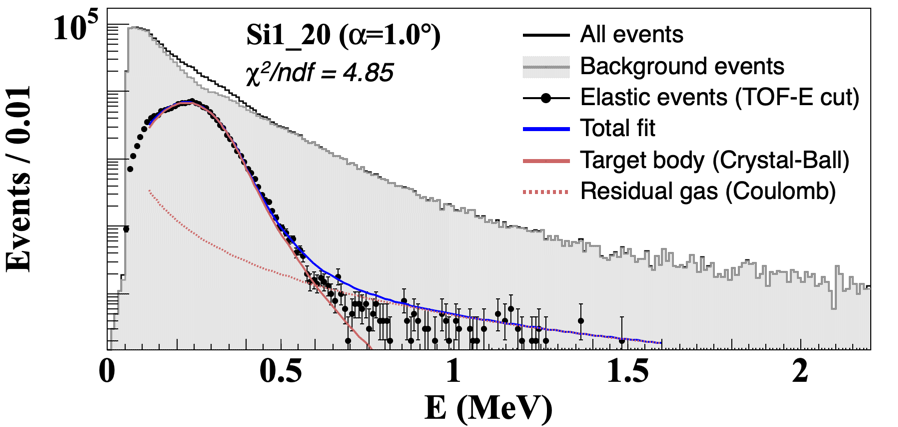 10⁵
Si1_20 (α=1.0°)
χ²/ndf = 4.85
All events
Background events
Elastic events (TOF-E cut)
Total fit
Target body (Crystal-Ball)
Residual gas (Coulomb)
Events / 0.01
0 0.5 1 1.5 2
E (MeV)